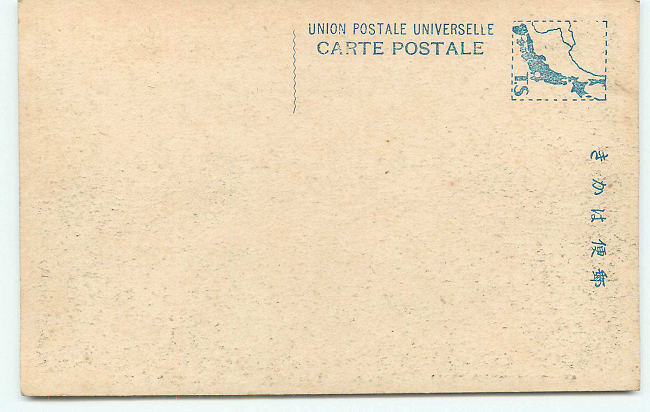 UNION POSTALE UNIVERSELLE
CARTE POSTALE
T.S
郵便はかき